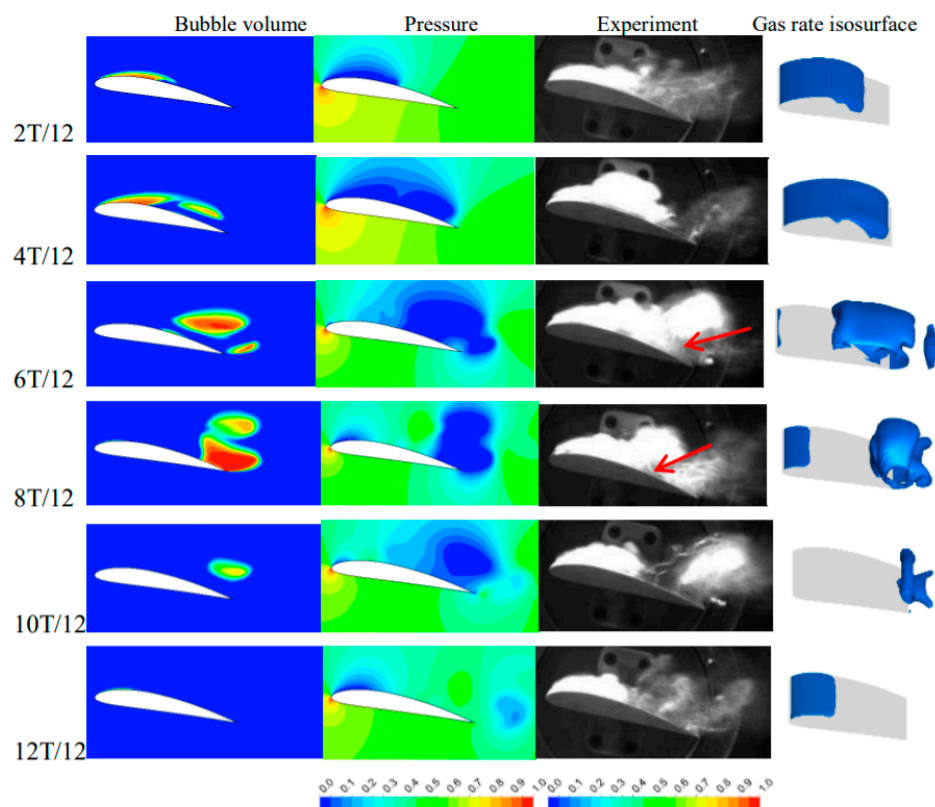 Bubble volume Pressure Experiment Gas rate isosurface
2T/12
4T/12
6T/12
8T/12
10T/12
12T/12
0.0 0.1 0.2 0.3 0.4 0.5 0.6 0.7 0.8 0.9 1.0 0.0 0.1 0.2 0.3 0.4 0.5 0.6 0.7 0.8 0.9 1.0